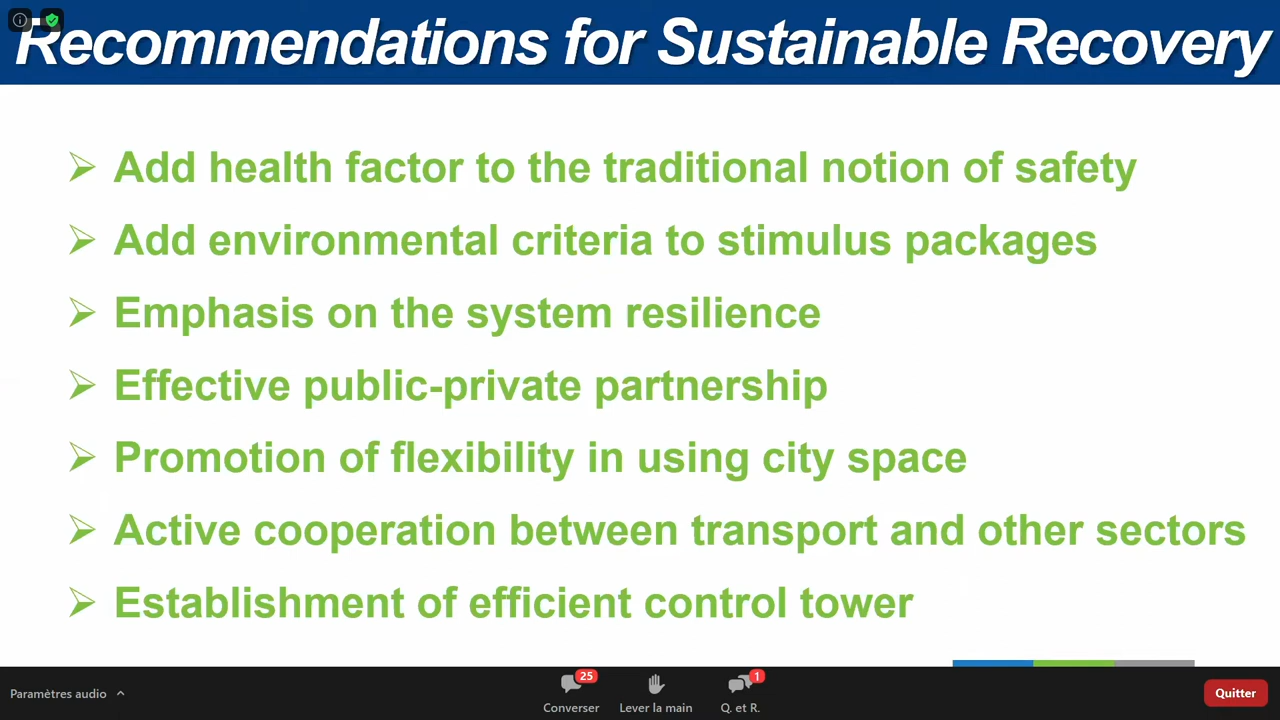 Recommendations for Sustainable Recovery
Add health factor to the traditional notion of safety
Add environmental criteria to stimulus packages
Emphasis on the system resilience
Effective public-private partnership
Promotion of flexibility in using city space
Active cooperation between transport and other sectors
Establishment of efficient control tower
Paramètres audio
25
Converser
Lever la main
1
Q. et R.
Quitter